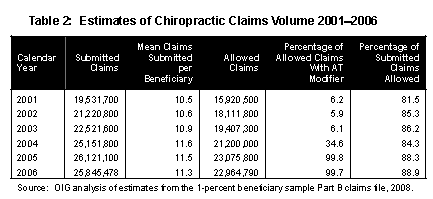 Table 2: Estimates of Chiropractic Claims Volume 2001–2006
Calendar Year Submitted Claims Mean Claims Submitted per Beneficiary Allowed Claims Percentage of Allowed Claims With AT Modifier Percentage of Submitted Claims Allowed
2001 19,531,700 10.5 15,920,500 6.2 81.5
2002 21,220,800 10.6 18,111,800 5.9 85.3
2003 22,521,600 10.9 19,407,300 6.1 86.2
2004 25,151,800 11.6 21,200,000 34.6 84.3
2005 26,121,100 11.5 23,075,800 99.8 88.3
2006 25,845,478 11.3 22,964,790 99.7 88.9
Source: OIG analysis of estimates from the 1-percent beneficiary sample Part B claims file, 2008.